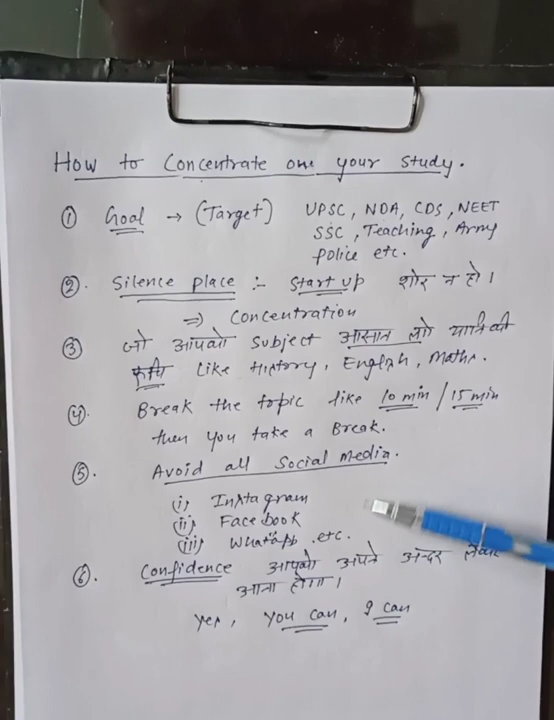 How to Concentrate one your Study.
① Goal → (Target) UPSC, NDA, CDS, NEET
SSC, Teaching, Army
police etc.
②. Silence place :- Start up शोर न हो।
⇒ Concentration
③ जो आपको subject आसान लगे यानि की
रूचि Like History, English, Maths.
④. Break the topic like 10 min / 15 min
then you take a Break.
⑤. Avoid all Social media.
(i) Instagram
(ii) Facebook
(iii) Whatapp etc.
⑥. Confidence आपको अपने अन्दर लेकर
आना होगा।
yes, you can, I can